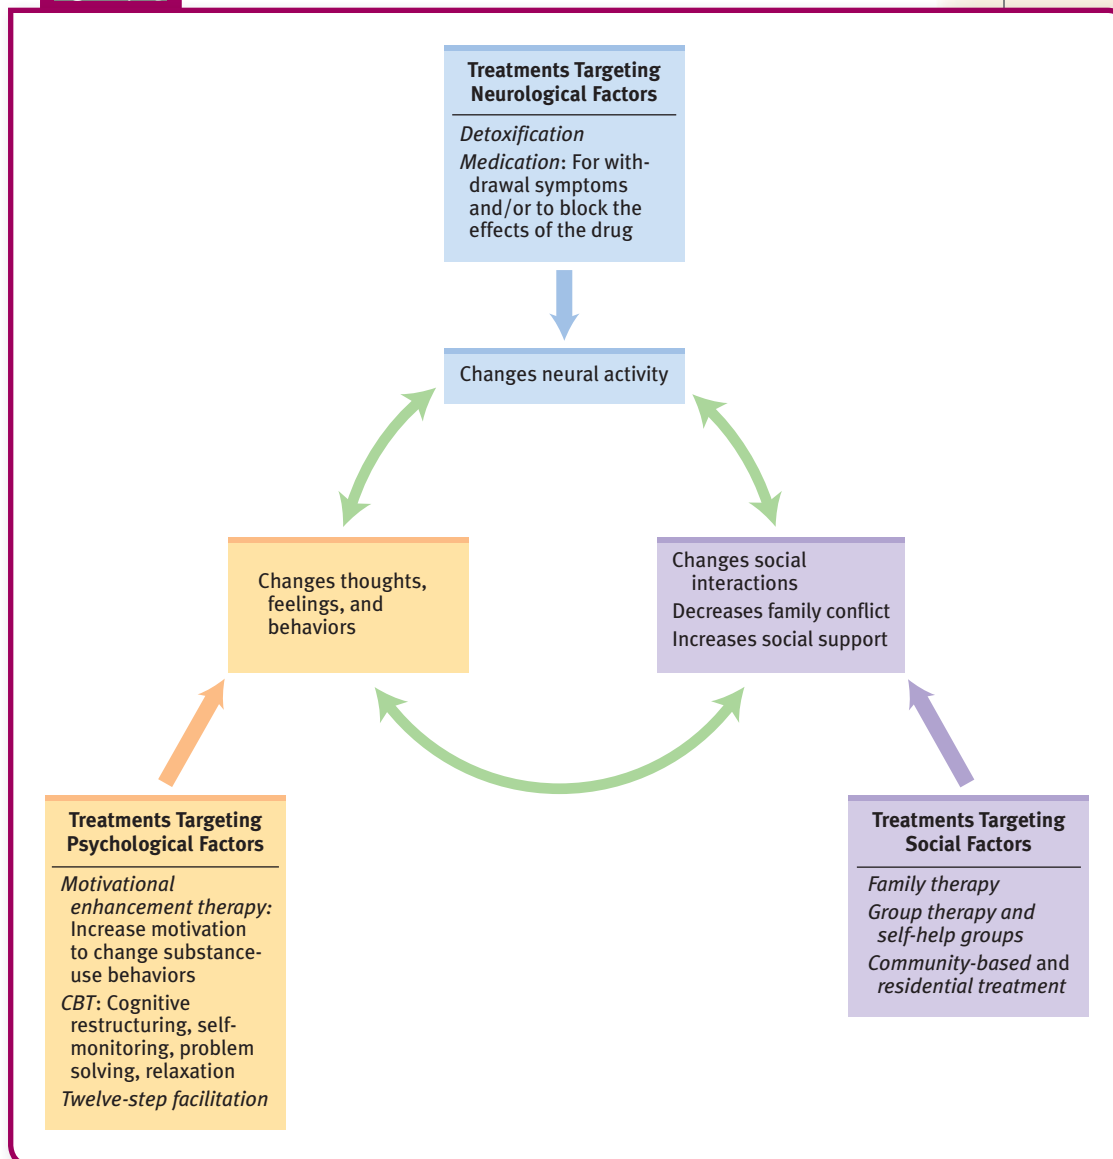 Treatments Targeting
Neurological Factors
Detoxification
Medication: For with-
drawal symptoms
and/or to block the
effects of the drug
Changes neural activity
Changes thoughts,
feelings, and
behaviors
Changes social
interactions
Decreases family conflict
Increases social support
Treatments Targeting
Psychological Factors
Motivational
enhancement therapy:
Increase motivation
to change substance-
use behaviors
CBT: Cognitive
restructuring, self-
monitoring, problem
solving, relaxation
Twelve-step facilitation
Treatments Targeting
Social Factors
Family therapy
Group therapy and
self-help groups
Community-based and
residential treatment